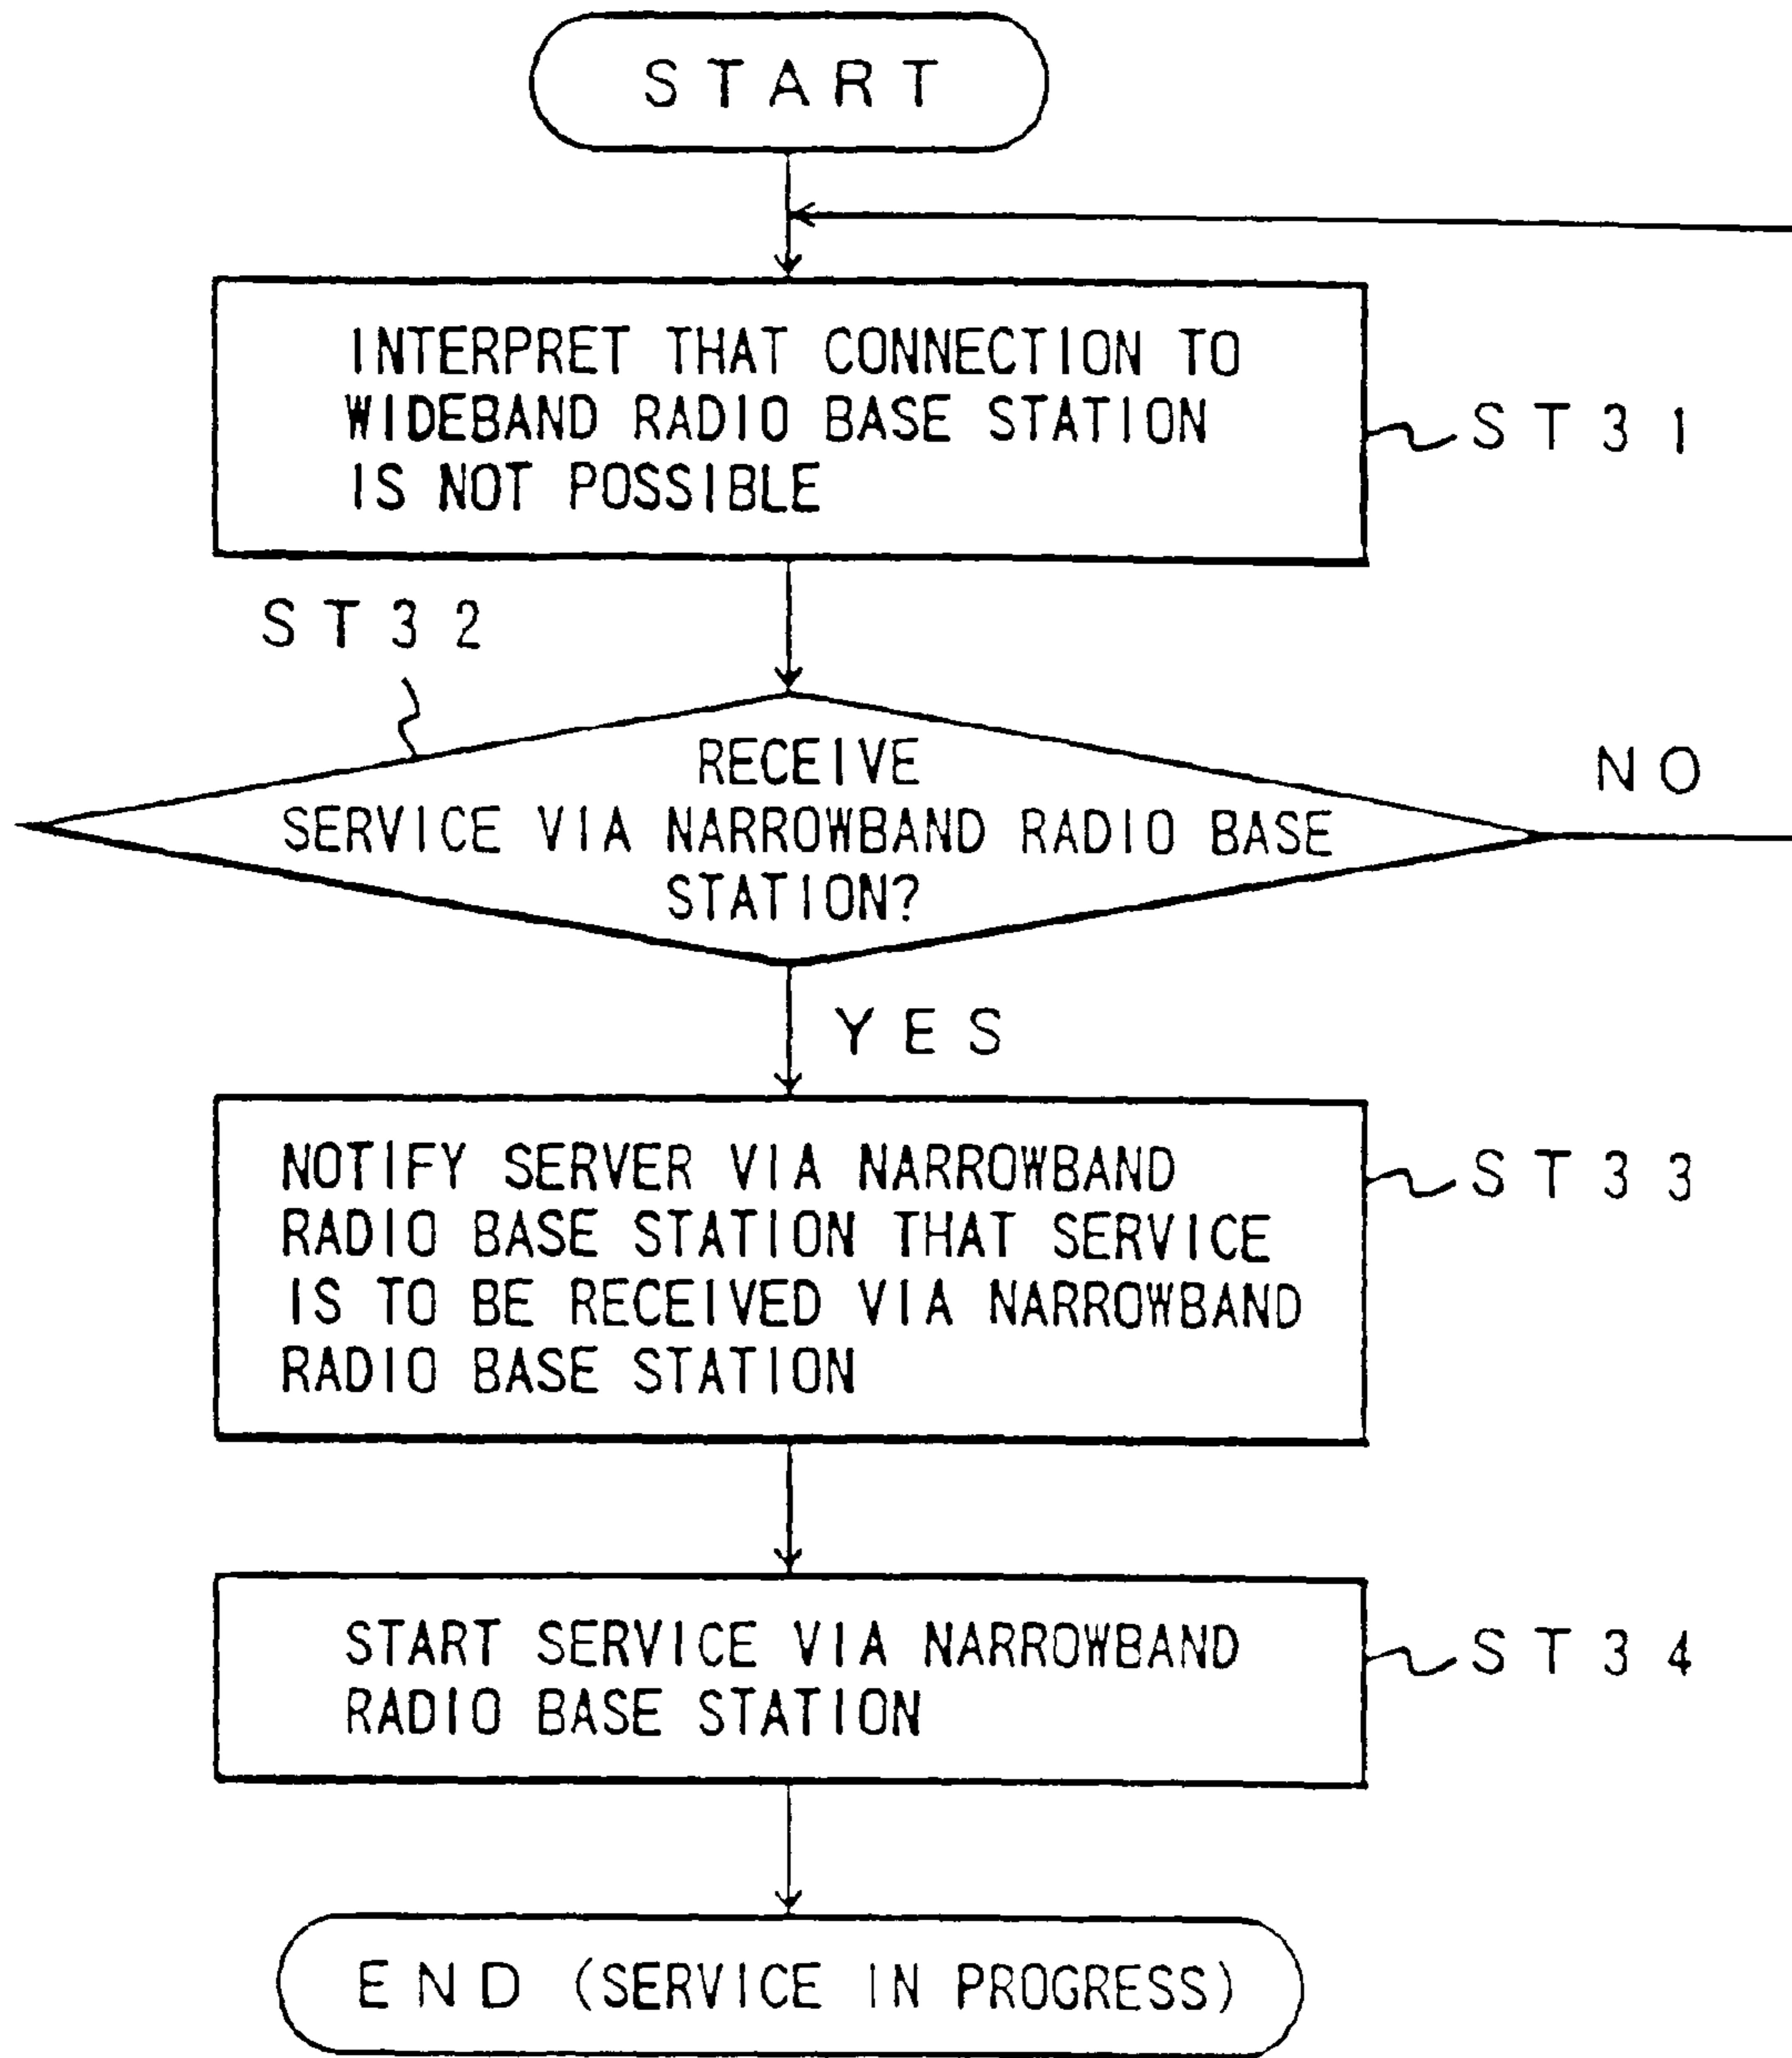 START
INTERPRET THAT CONNECTION TO
WIDEBAND RADIO BASE STATION
IS NOT POSSIBLE
ST31
ST32
RECEIVE
SERVICE VIA NARROWBAND RADIO BASE
STATION?
NO
YES
NOTIFY SERVER VIA NARROWBAND
RADIO BASE STATION THAT SERVICE
IS TO BE RECEIVED VIA NARROWBAND
RADIO BASE STATION
ST33
START SERVICE VIA NARROWBAND
RADIO BASE STATION
ST34
END (SERVICE IN PROGRESS)